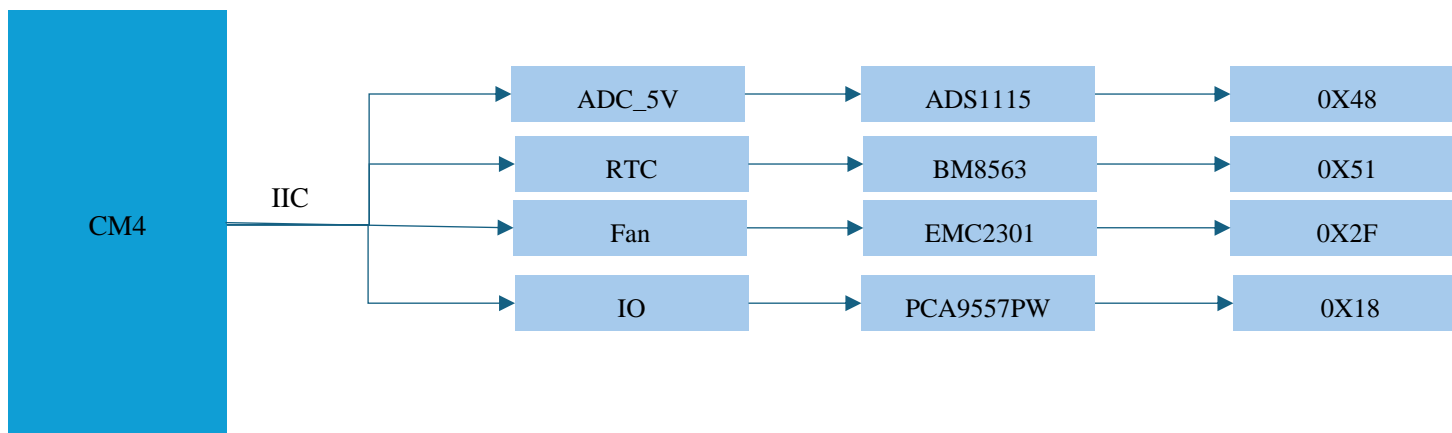 CM4
IIC
ADC_5V
ADS1115
0X48
RTC
BM8563
0X51
Fan
EMC2301
0X2F
IO
PCA9557PW
0X18